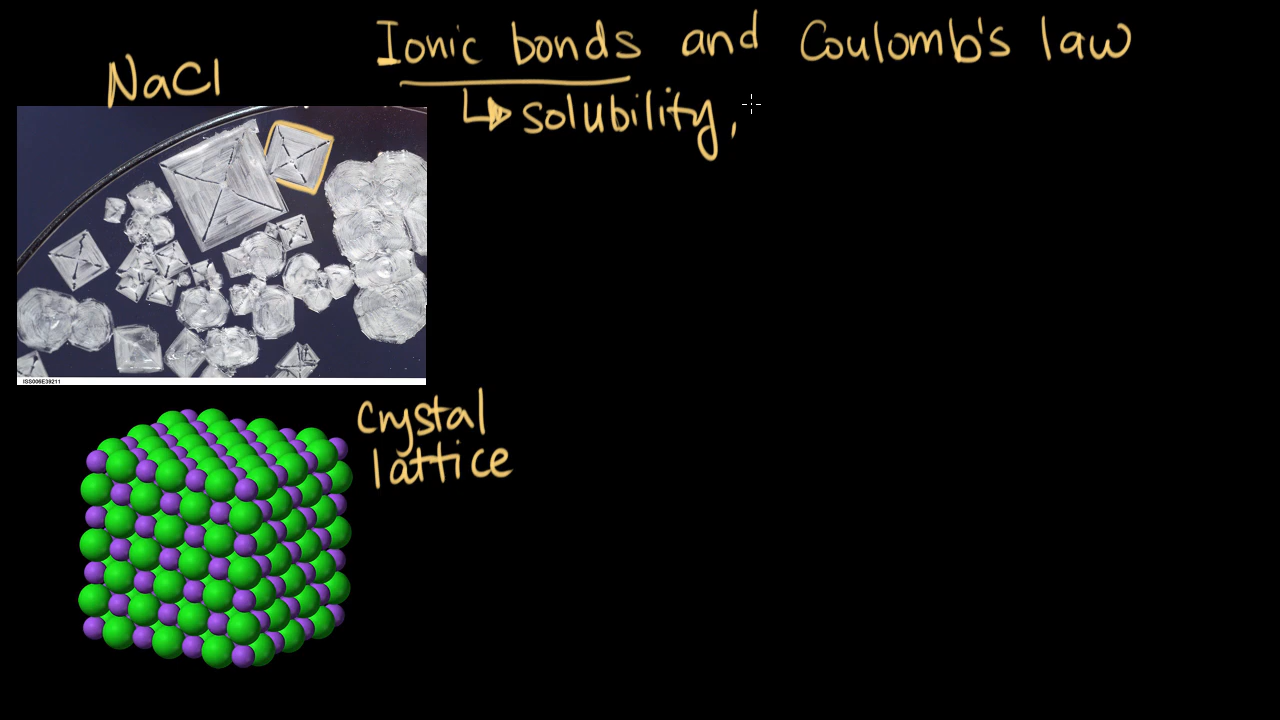 Ionic bonds and Coulomb's law
↳ solubility,
NaCl
ISS006E39211
crystal
lattice